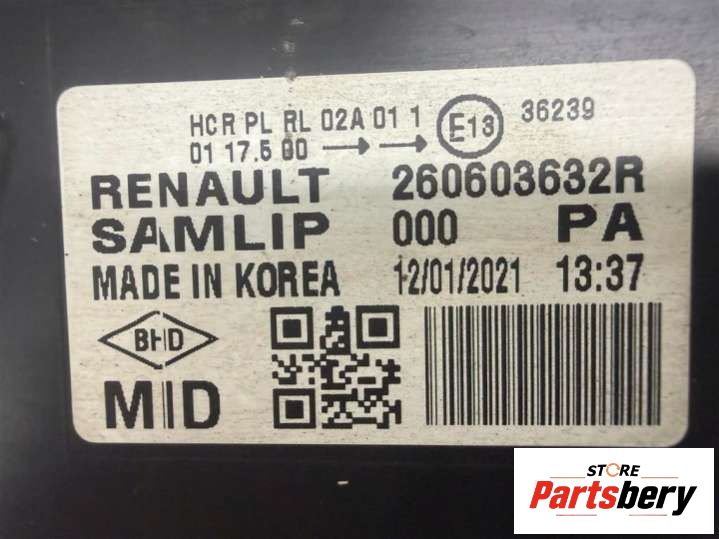 HCR PL RL 02A 01 1 E13 36239
01 17.5 00
RENAULT 260603632R
SAMLIP 000 PA
MADE IN KOREA 12/01/2021 13:37
BHD
MID
STORE
Partsbery